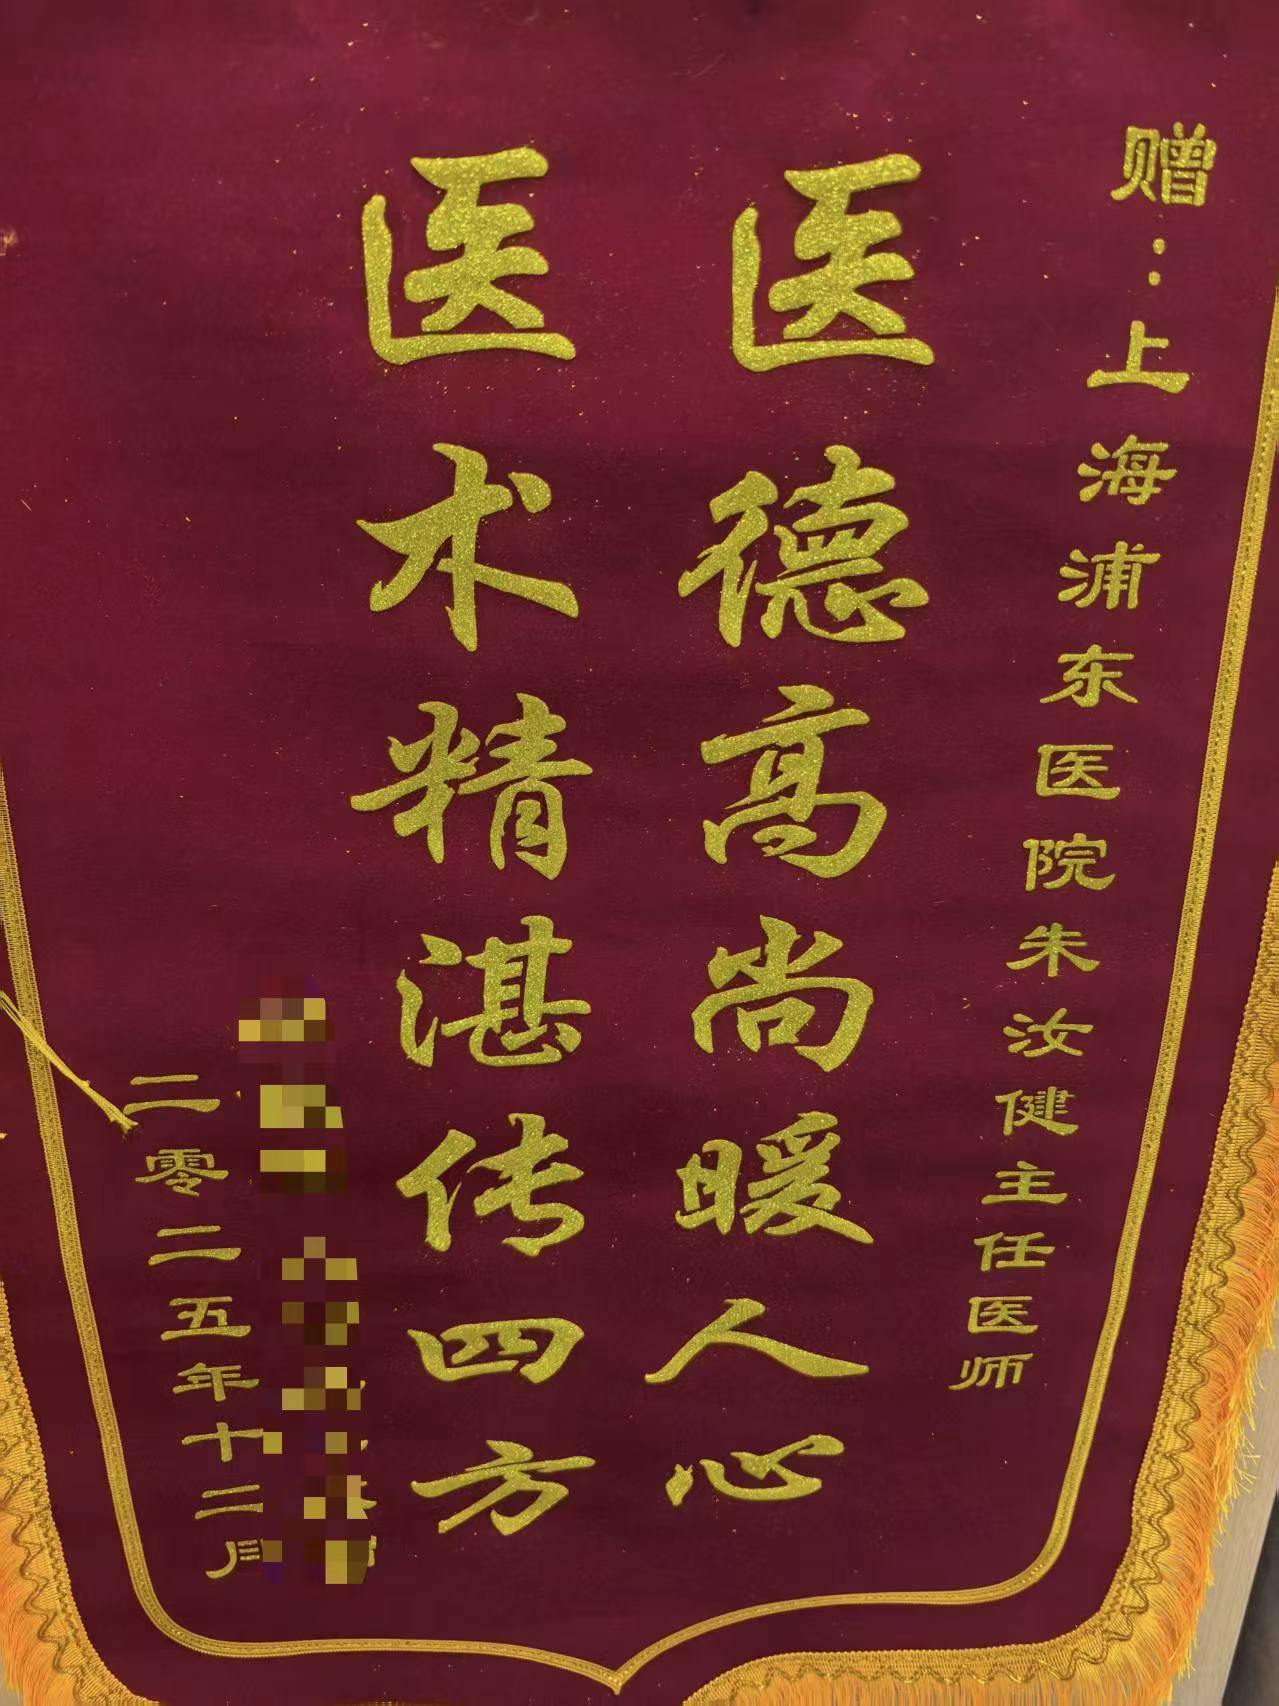 赠：上海浦东医院朱汝健主任医师
医德高尚暖人心
医术精湛传四方
二零二五年十二月